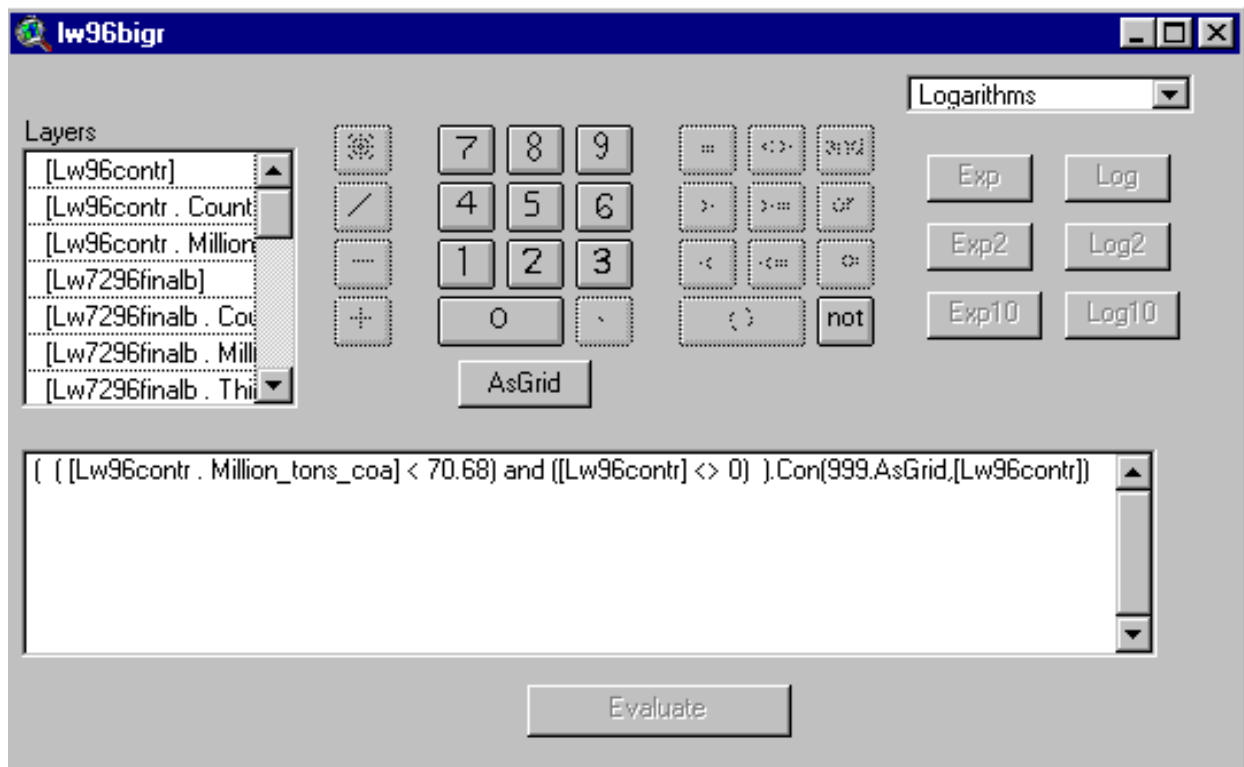 lw96bigr
Logarithms
Layers
[Lw96contr]
[Lw96contr . Count
[Lw96contr . Million
[Lw7296finalb]
[Lw7296finalb . Cou
[Lw7296finalb . Milli
[Lw7296finalb . Thi
* 7 8 9 = <> and
/ 4 5 6 > >= or
- 1 2 3 < <=
+ 0 . ( ) not
Exp Log
Exp2 Log2
Exp10 Log10
AsGrid
( ( [Lw96contr . Million_tons_coa] < 70.68) and ([Lw96contr] <> 0) ).Con(999.AsGrid,[Lw96contr])
Evaluate